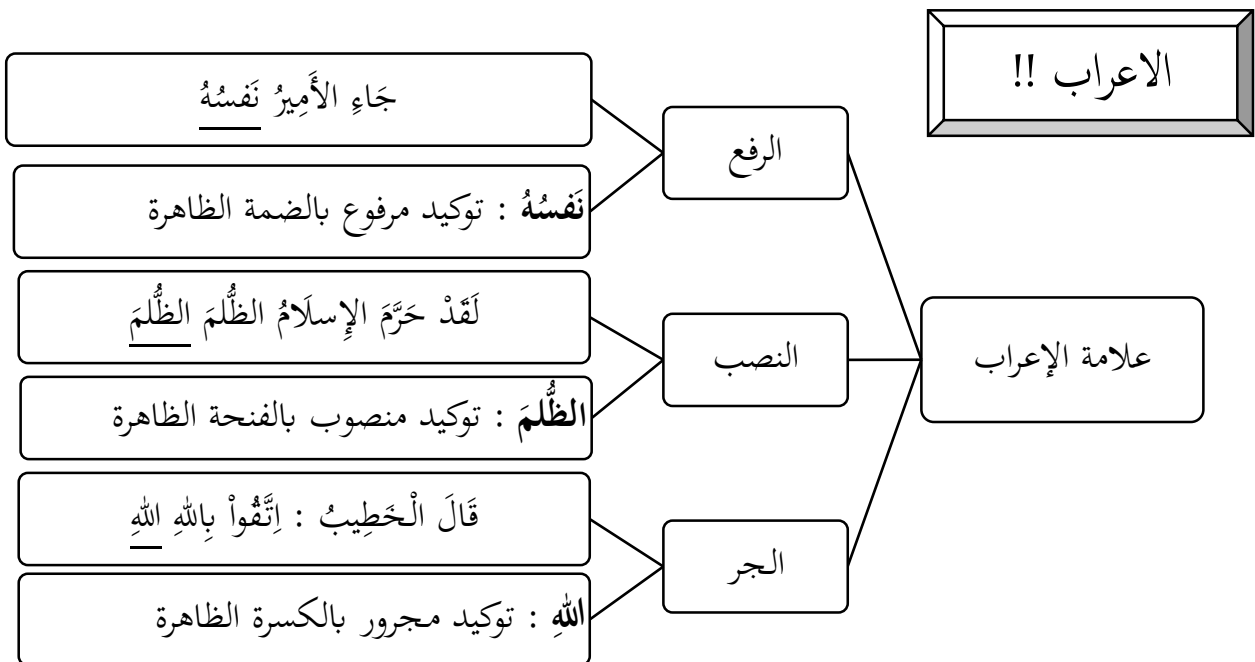 الاعراب !!
علامة الإعراب
الرفع
جَاءِ الأَمِيرُ نَفسُهُ
نَفسُهُ : توكيد مرفوع بالضمة الظاهرة
النصب
لَقَدْ حَرَّمَ الإِسلَامُ الظُّلمَ الظُّلمَ
الظُّلمَ : توكيد منصوب بالفنحة الظاهرة
الجر
قَالَ الْخَطِيبُ : اِتَّقُواْ بِاللهِ اللهِ
اللهِ : توكيد مجرور بالكسرة الظاهرة